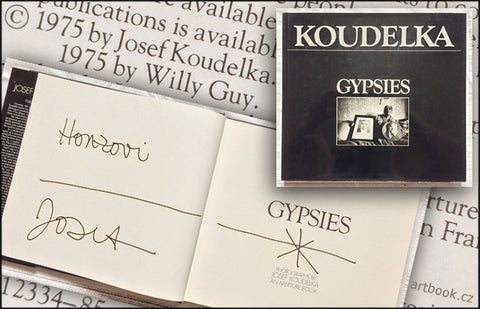 publications is available
© 1975 by Josef Koudelka.
1975 by Willy Guy.
KOUDELKA
GYPSIES
Honzovi
Josef
GYPSIES
PHOTOGRAPHS BY
JOSEF KOUDELKA
AN APERTURE BOOK
12334-85
artbook.cz